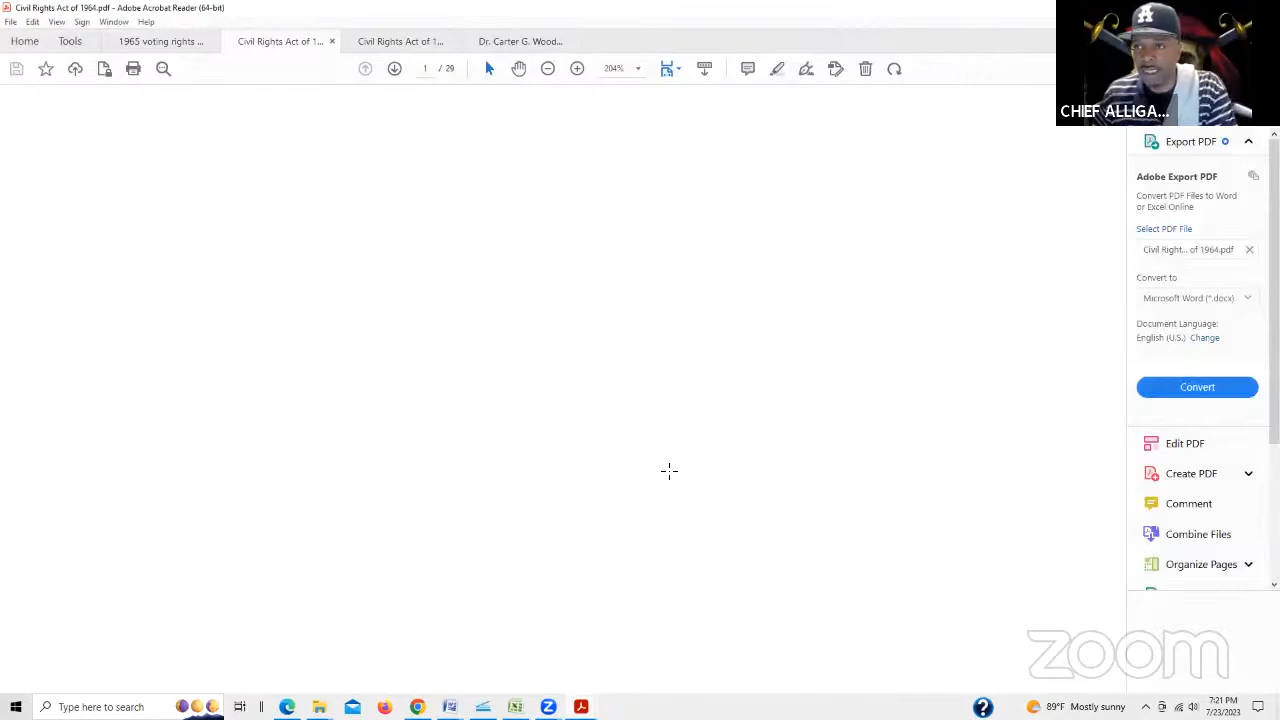 Civil Rights Act of 1964.pdf - Adobe Acrobat Reader (64-bit)
File Edit View Sign Window Help
Home Tools 1965 voting rights ... Civil Rights Act of 1... × Civil Rights Act v 1... Dr. Carter G. Wood...
1 / 29 204%
A
CHIEF ALLIGA...
Export PDF
Adobe Export PDF
Convert PDF Files to Word
or Excel Online
Select PDF File
Civil Right... of 1964.pdf ×
Convert to
Microsoft Word (*.docx)
Document Language:
English (U.S.) Change
Convert
Edit PDF
Create PDF
Comment
Combine Files
Organize Pages
zoom
Type here to search
89°F Mostly sunny
7:21 PM
7/23/2023